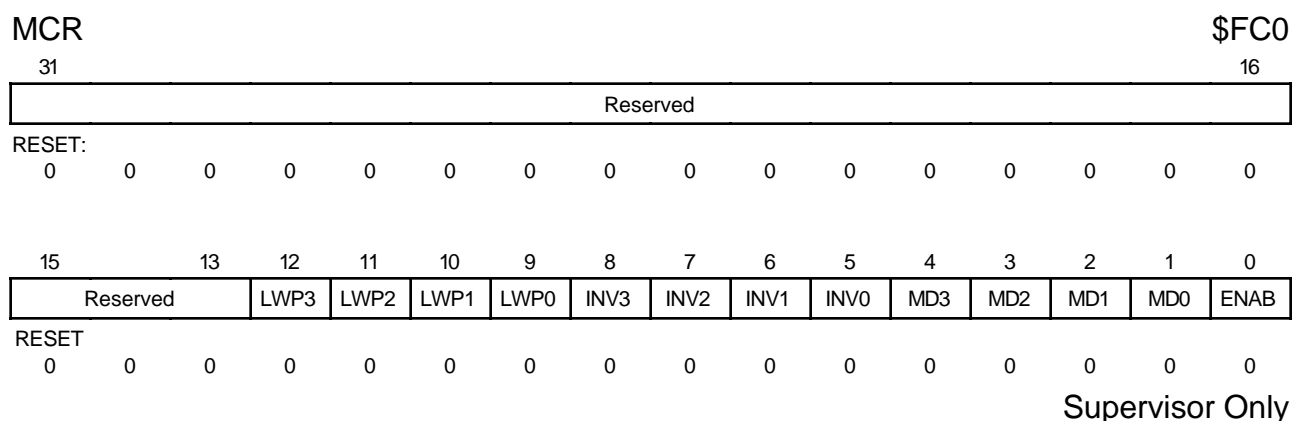 MCR $FC0
31 16
Reserved
RESET:
0 0 0 0 0 0 0 0 0 0 0 0 0 0 0 0
15 13 12 11 10 9 8 7 6 5 4 3 2 1 0
Reserved LWP3 LWP2 LWP1 LWP0 INV3 INV2 INV1 INV0 MD3 MD2 MD1 MD0 ENAB
RESET
0 0 0 0 0 0 0 0 0 0 0 0 0 0 0 0
Supervisor Only